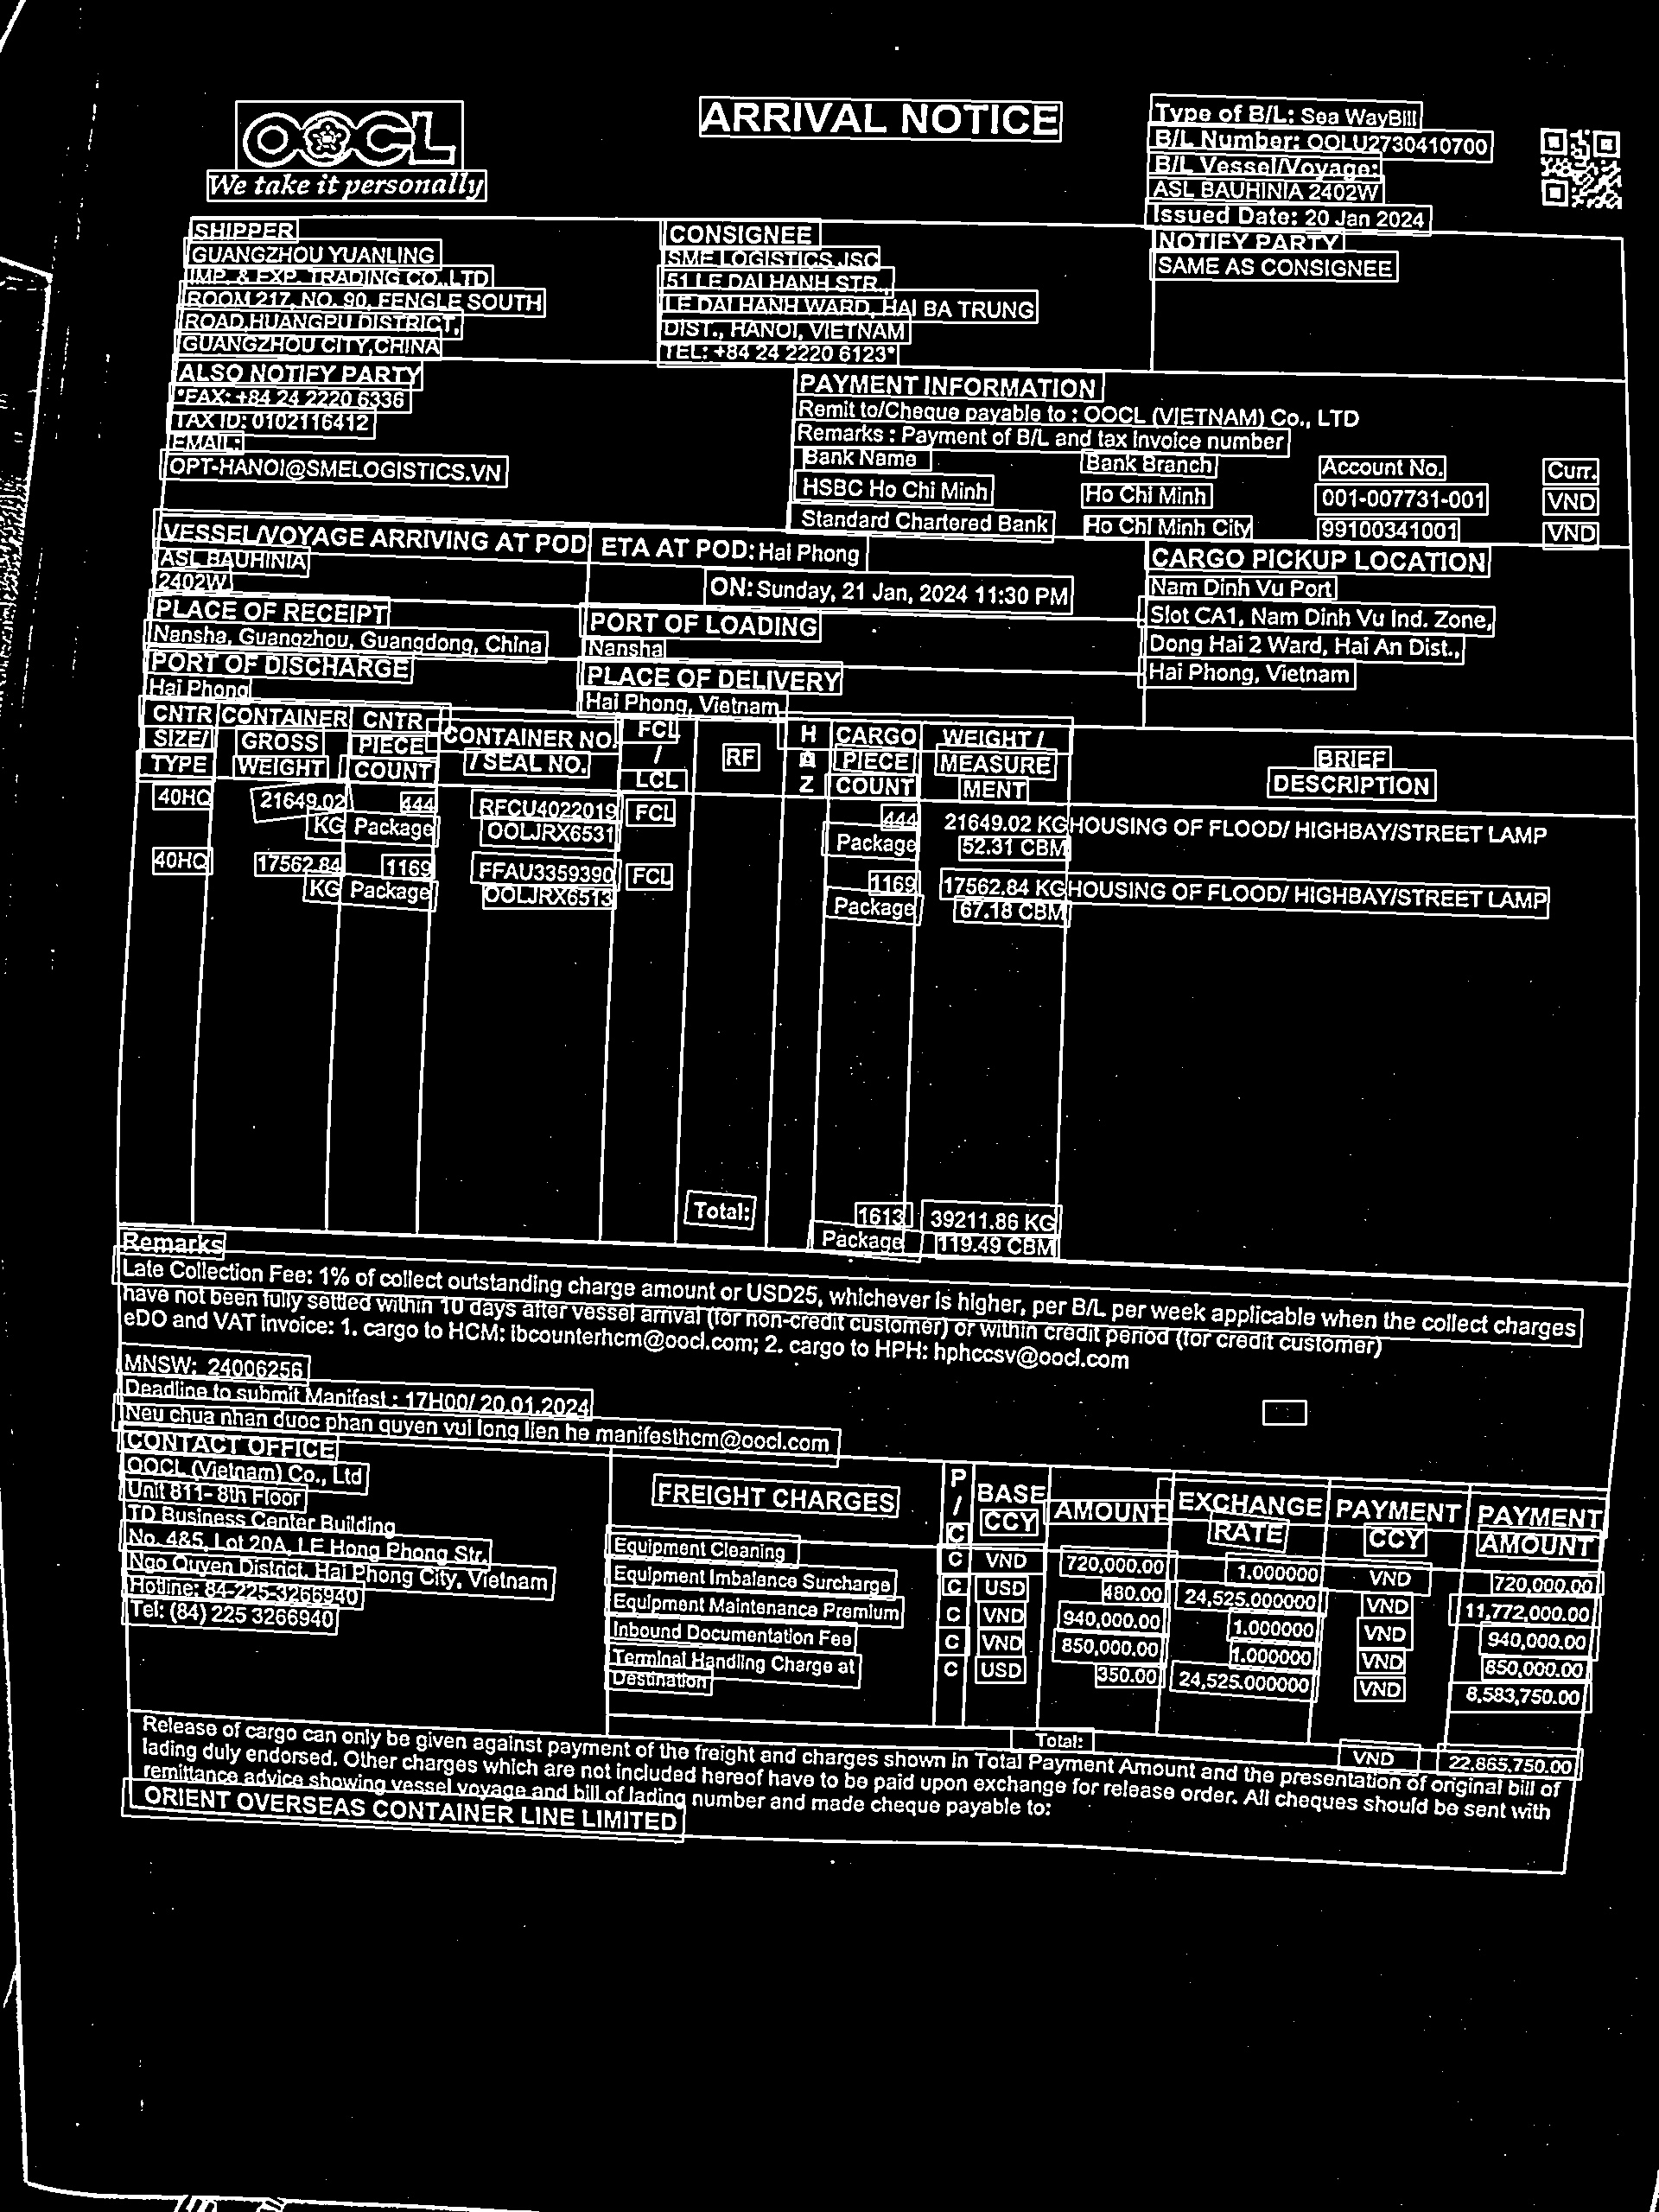 OOCL
We take it personally
ARRIVAL NOTICE
Type of B/L: Sea WayBill
B/L Number: OOLU2730410700
B/L Vessel/Voyage:
ASL BAUHINIA 2402W
Issued Date: 20 Jan 2024
SHIPPER
GUANGZHOU YUANLING
IMP. & EXP. TRADING CO.,LTD
ROOM 217, NO. 90, FENGLE SOUTH
ROAD,HUANGPU DISTRICT,
GUANGZHOU CITY,CHINA
CONSIGNEE
SME LOGISTICS.JSC
51 LE DAI HANH STR.,
LE DAI HANH WARD, HAI BA TRUNG
DIST., HANOI, VIETNAM
TEL: +84 24 2220 6123*
NOTIFY PARTY
SAME AS CONSIGNEE
ALSO NOTIFY PARTY
*FAX: +84 24 2220 6336
TAX ID: 0102116412
EMAIL:
OPT-HANOI@SMELOGISTICS.VN
PAYMENT INFORMATION
Remit to/Cheque payable to : OOCL (VIETNAM) Co., LTD
Remarks : Payment of B/L and tax invoice number
Bank Name Bank Branch Account No. Curr.
HSBC Ho Chi Minh Ho Chi Minh 001-007731-001 VND
Standard Chartered Bank Ho Chi Minh City 99100341001 VND
VESSEL/VOYAGE ARRIVING AT POD
ASL BAUHINIA
2402W
ETA AT POD: Hai Phong
ON: Sunday, 21 Jan, 2024 11:30 PM
CARGO PICKUP LOCATION
Nam Dinh Vu Port
Slot CA1, Nam Dinh Vu Ind. Zone,
Dong Hai 2 Ward, Hai An Dist.,
Hai Phong, Vietnam
PLACE OF RECEIPT
Nansha, Guangzhou, Guangdong, China
PORT OF LOADING
Nansha
PORT OF DISCHARGE
Hai Phong
PLACE OF DELIVERY
Hai Phong, Vietnam
CNTR SIZE/ TYPE CONTAINER GROSS WEIGHT CNTR PIECE COUNT CONTAINER NO. / SEAL NO. FCL / LCL RF H A Z CARGO PIECE COUNT WEIGHT / MEASURE MENT BRIEF DESCRIPTION
40HQ 21649.02 444 RFCU4022019 FCL 444 21649.02 KG HOUSING OF FLOOD/ HIGHBAY/STREET LAMP
KG Package OOLJRX6531 Package 52.31 CBM
40HQ 17562.84 1169 FFAU3359390 FCL 1169 17562.84 KG HOUSING OF FLOOD/ HIGHBAY/STREET LAMP
KG Package OOLJRX6513 Package 67.18 CBM
Total: 1613 39211.86 KG
Package 119.49 CBM
Remarks
Late Collection Fee: 1% of collect outstanding charge amount or USD25, whichever is higher, per B/L per week applicable when the collect charges
have not been fully settled within 10 days after vessel arrival (for non-credit customer) or within credit period (for credit customer)
eDO and VAT invoice: 1. cargo to HCM: ibcounterhcm@oocl.com; 2. cargo to HPH: hphccsv@oocl.com
MNSW: 24006256
Deadline to submit Manifest : 17H00/ 20.01.2024
Neu chua nhan duoc phan quyen vui long lien he manifesthcm@oocl.com
CONTACT OFFICE
OOCL (Vietnam) Co., Ltd
Unit 811- 8th Floor
TD Business Center Building
No. 4&5, Lot 20A, LE Hong Phong Str.
Ngo Quyen District, Hai Phong City, Vietnam
Hotline: 84-225-3266940
Tel: (84) 225 3266940
FREIGHT CHARGES P / C BASE CCY AMOUNT EXCHANGE RATE PAYMENT CCY PAYMENT AMOUNT
Equipment Cleaning C VND 720,000.00 1.000000 VND 720,000.00
Equipment Imbalance Surcharge C USD 480.00 24,525.000000 VND 11,772,000.00
Equipment Maintenance Premium C VND 940,000.00 1.000000 VND 940,000.00
Inbound Documentation Fee C VND 850,000.00 1.000000 VND 850,000.00
Terminal Handling Charge at C USD 350.00 24,525.000000 VND 8,583,750.00
Destination
Total: VND 22,865,750.00
Release of cargo can only be given against payment of the freight and charges shown in Total Payment Amount and the presentation of original bill of
lading duly endorsed. Other charges which are not included hereof have to be paid upon exchange for release order. All cheques should be sent with
remittance advice showing vessel voyage and bill of lading number and made cheque payable to:
ORIENT OVERSEAS CONTAINER LINE LIMITED